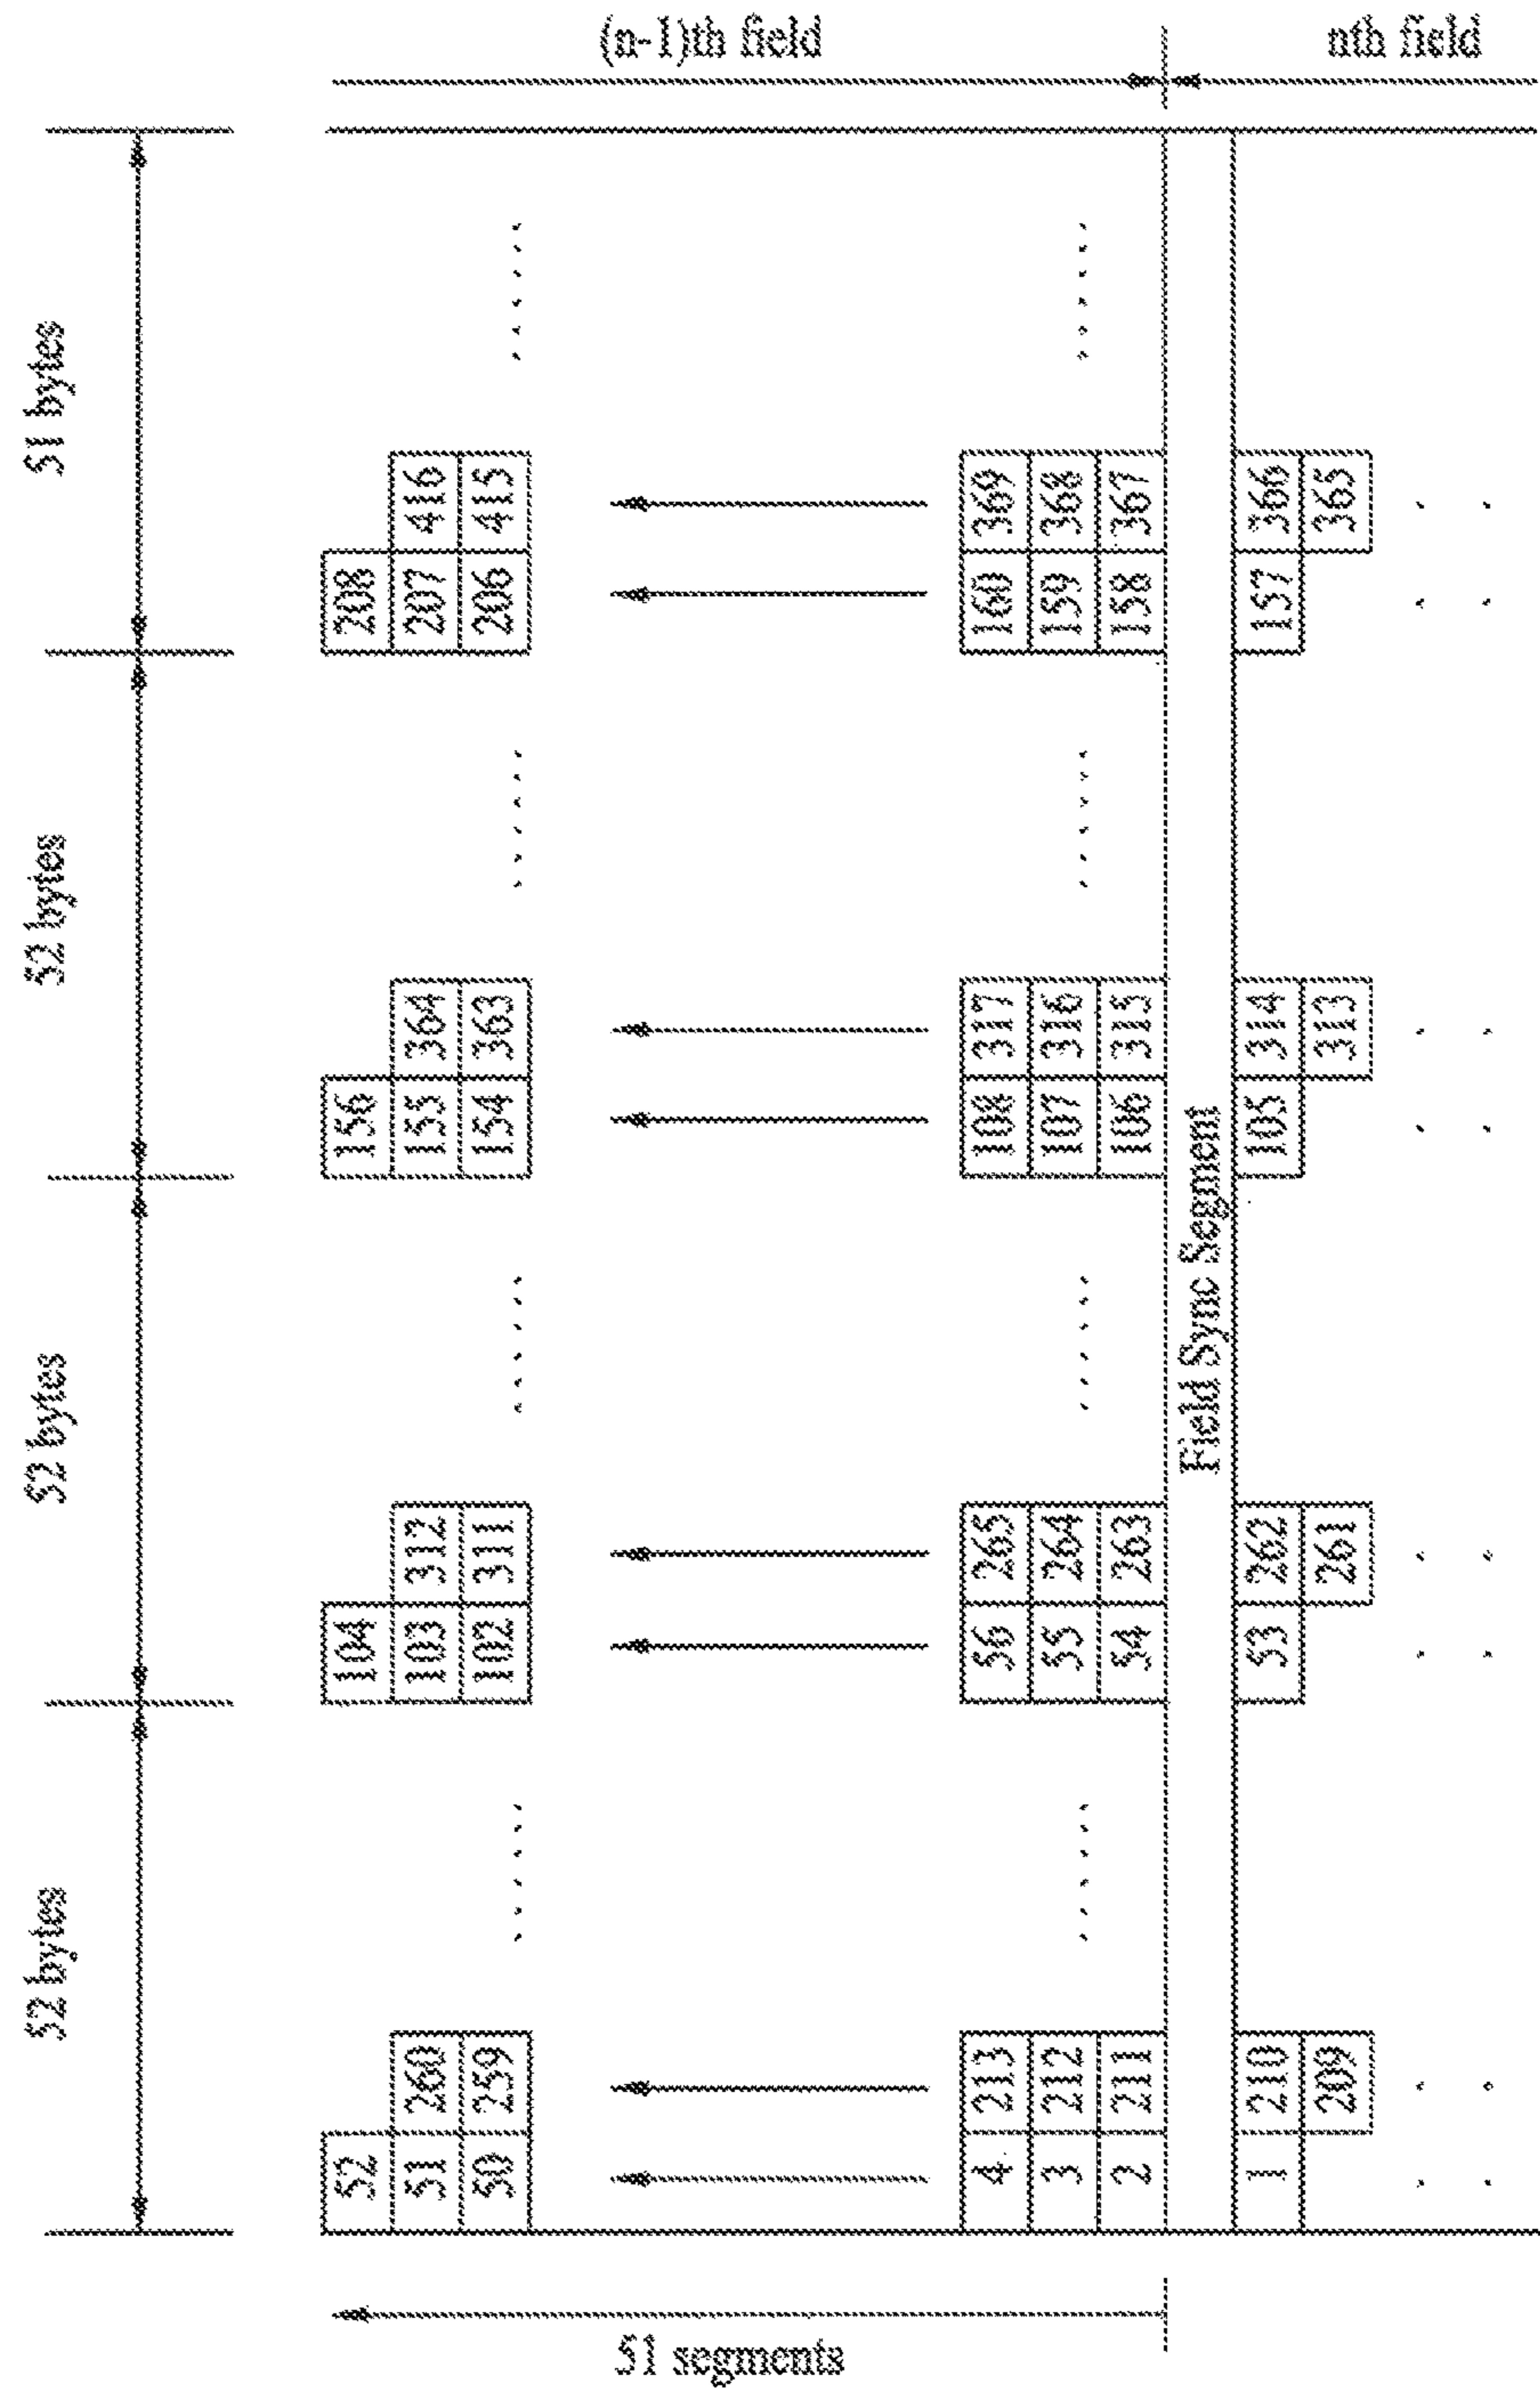 52 bytes 52 bytes 52 bytes 51 bytes
52 104 156 208
51 260 103 312 155 364 207 416
50 259 102 311 154 363 206 415
51 segments
(n-1)th field
4 213 56 265 108 317 160 369
3 212 55 264 107 316 159 368
2 211 54 263 106 315 158 367
Field Sync Segment
1 210 53 262 105 314 157 366
209 261 313 365
nth field